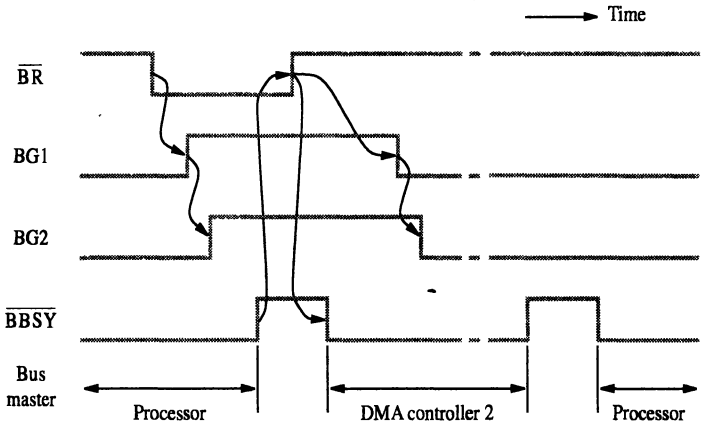 Time
BR
BG1
BG2
BBSY
Bus
master
Processor
DMA controller 2
Processor